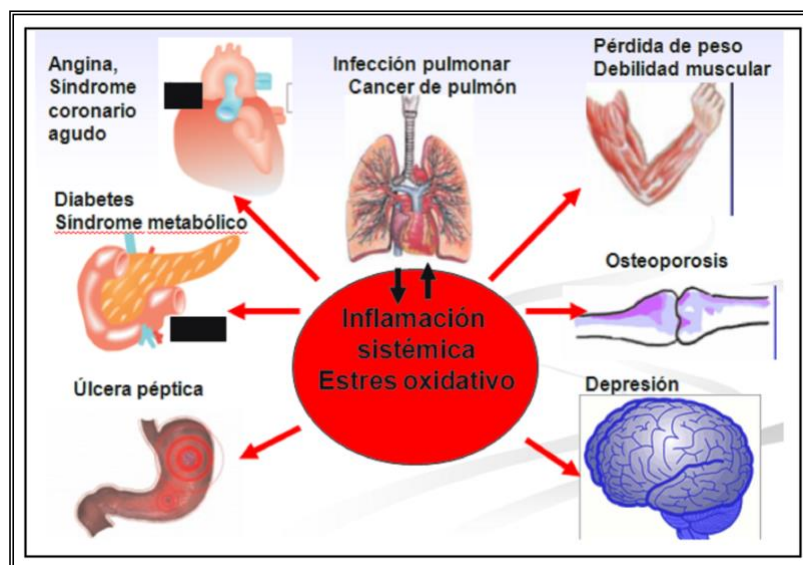 Angina,
Síndrome
coronario
agudo
Infección pulmonar
Cancer de pulmón
Pérdida de peso
Debilidad muscular
Diabetes
Síndrome metabólico
Osteoporosis
Inflamación
sistémica
Estres oxidativo
Úlcera péptica
Depresión